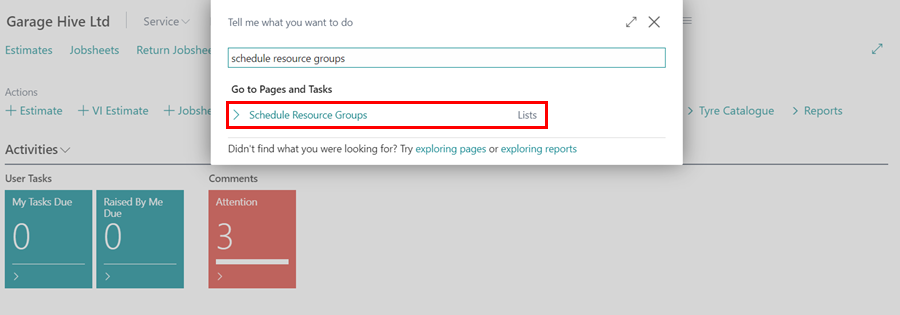 Garage Hive Ltd
Service
Tell me what you want to do
Estimates
Jobsheets
Return Jobshe
schedule resource groups
Go to Pages and Tasks
Actions
+ Estimate
+ VI Estimate
+ Jobshe
Schedule Resource Groups
Lists
Tyre Catalogue
Reports
Didn't find what you were looking for? Try exploring pages or exploring reports
Activities
User Tasks
Comments
My Tasks Due
0
Raised By Me
Due
0
Attention
3